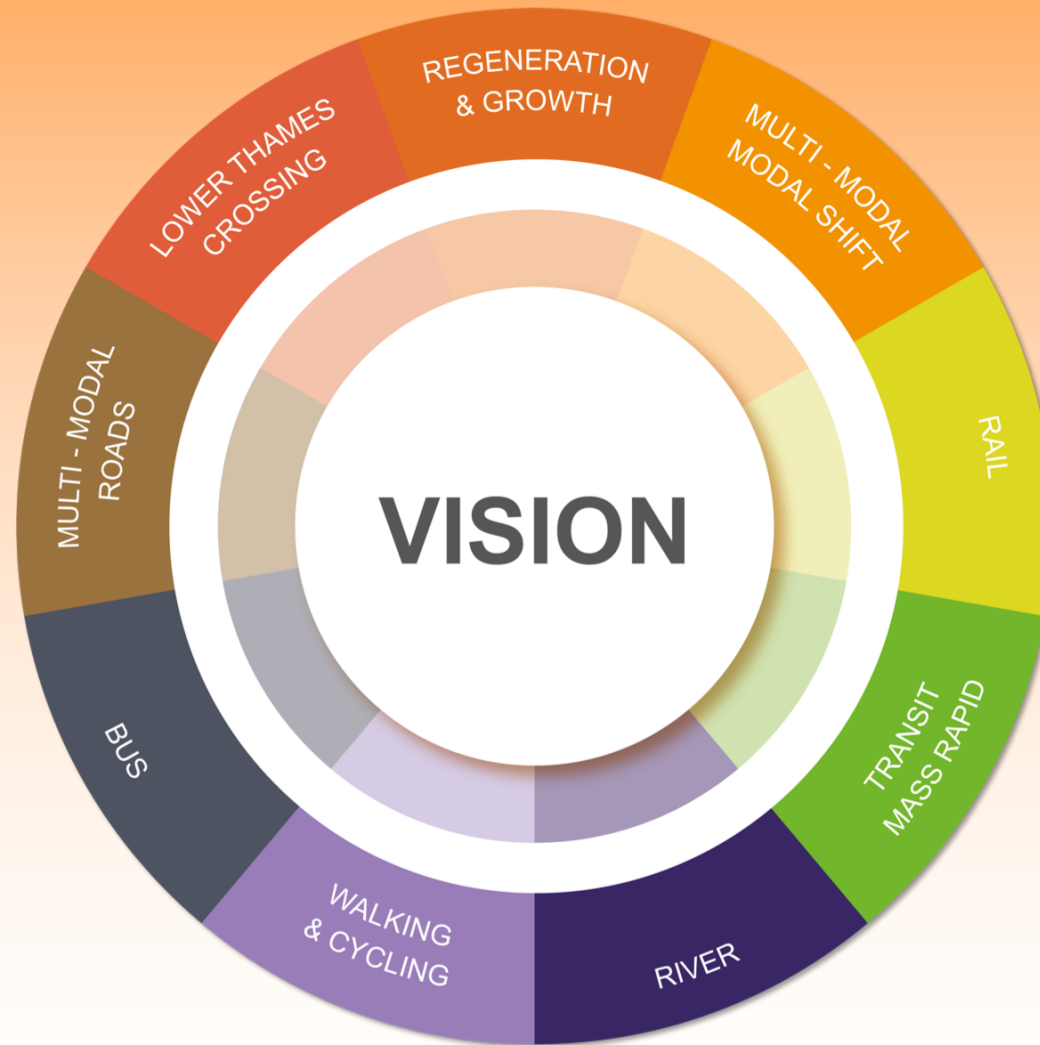 REGENERATION
& GROWTH
MULTI - MODAL
MODAL SHIFT
RAIL
TRANSIT
MASS RAPID
RIVER
WALKING
& CYCLING
BUS
MULTI - MODAL
ROADS
LOWER THAMES
CROSSING
VISION